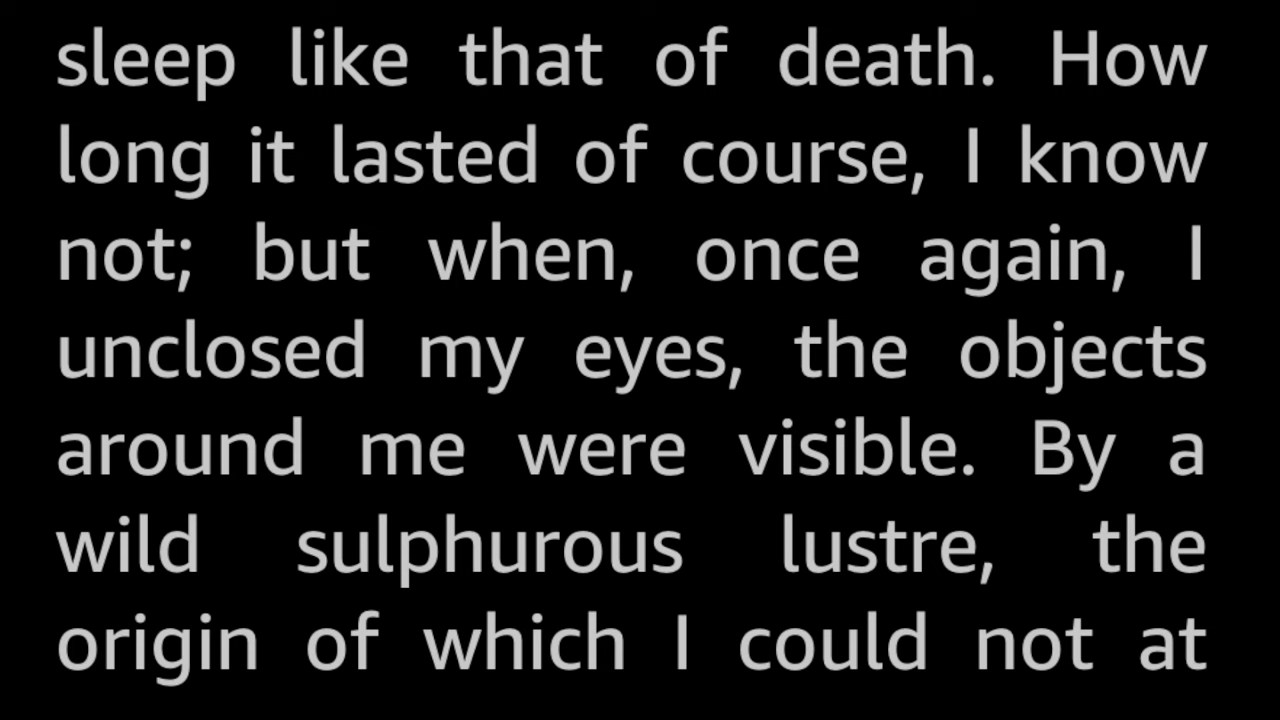 sleep like that of death. How
long it lasted of course, I know
not; but when, once again, I
unclosed my eyes, the objects
around me were visible. By a
wild sulphurous lustre, the
origin of which I could not at